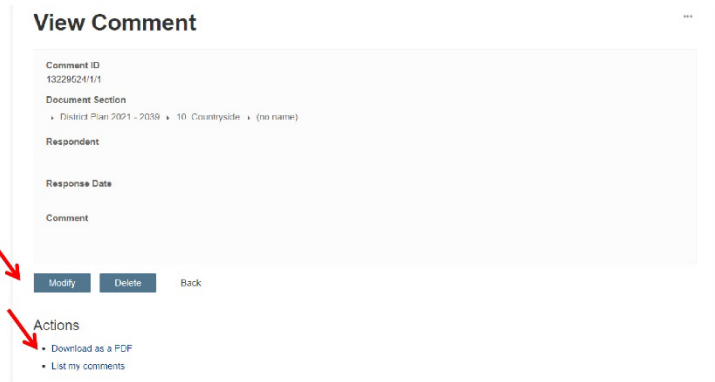 View Comment
...
Comment ID
13229524/1/1
Document Section
▸ District Plan 2021 - 2039 ▸ 10 Countryside ▸ (no name)
Respondent
Response Date
Comment
Modify Delete Back
Actions
• Download as a PDF
• List my comments